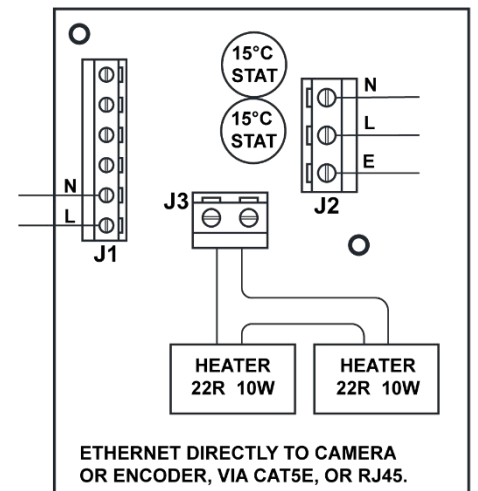 15°C
STAT
15°C
STAT
N
L
E
J2
N
L
J1
J3
HEATER
22R 10W
HEATER
22R 10W
ETHERNET DIRECTLY TO CAMERA
OR ENCODER, VIA CAT5E, OR RJ45.